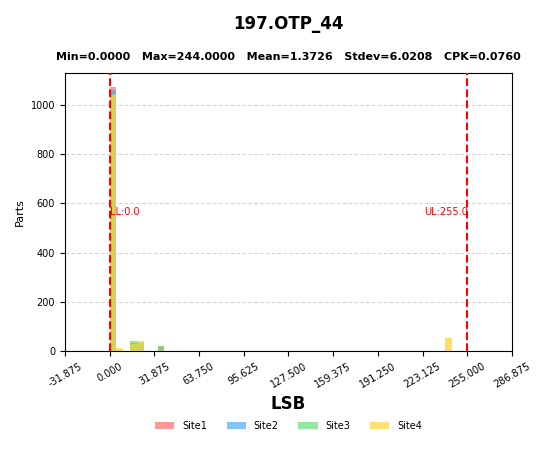 197.OTP_44
Min=0.0000 Max=244.0000 Mean=1.3726 Stdev=6.0208 CPK=0.0760
1000
800
600
400
200
0
Parts
LL:0.0
UL:255.0
-31.875 0.000 31.875 63.750 95.625 127.500 159.375 191.250 223.125 255.000 286.875
LSB
Site1 Site2 Site3 Site4